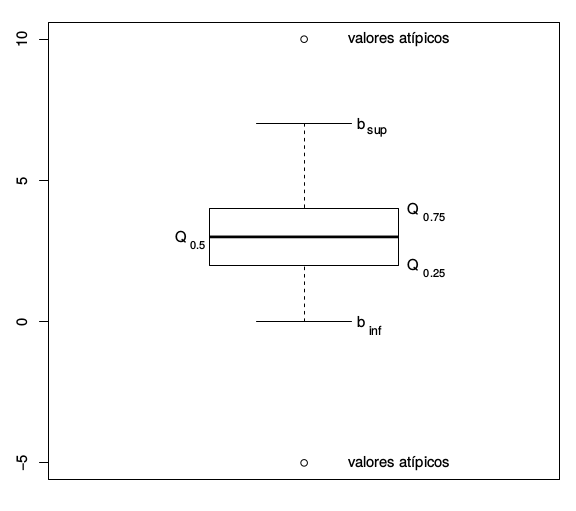 10
valores atípicos
b sup
5
Q 0.75
Q 0.5
Q 0.25
0
b inf
−5
valores atípicos